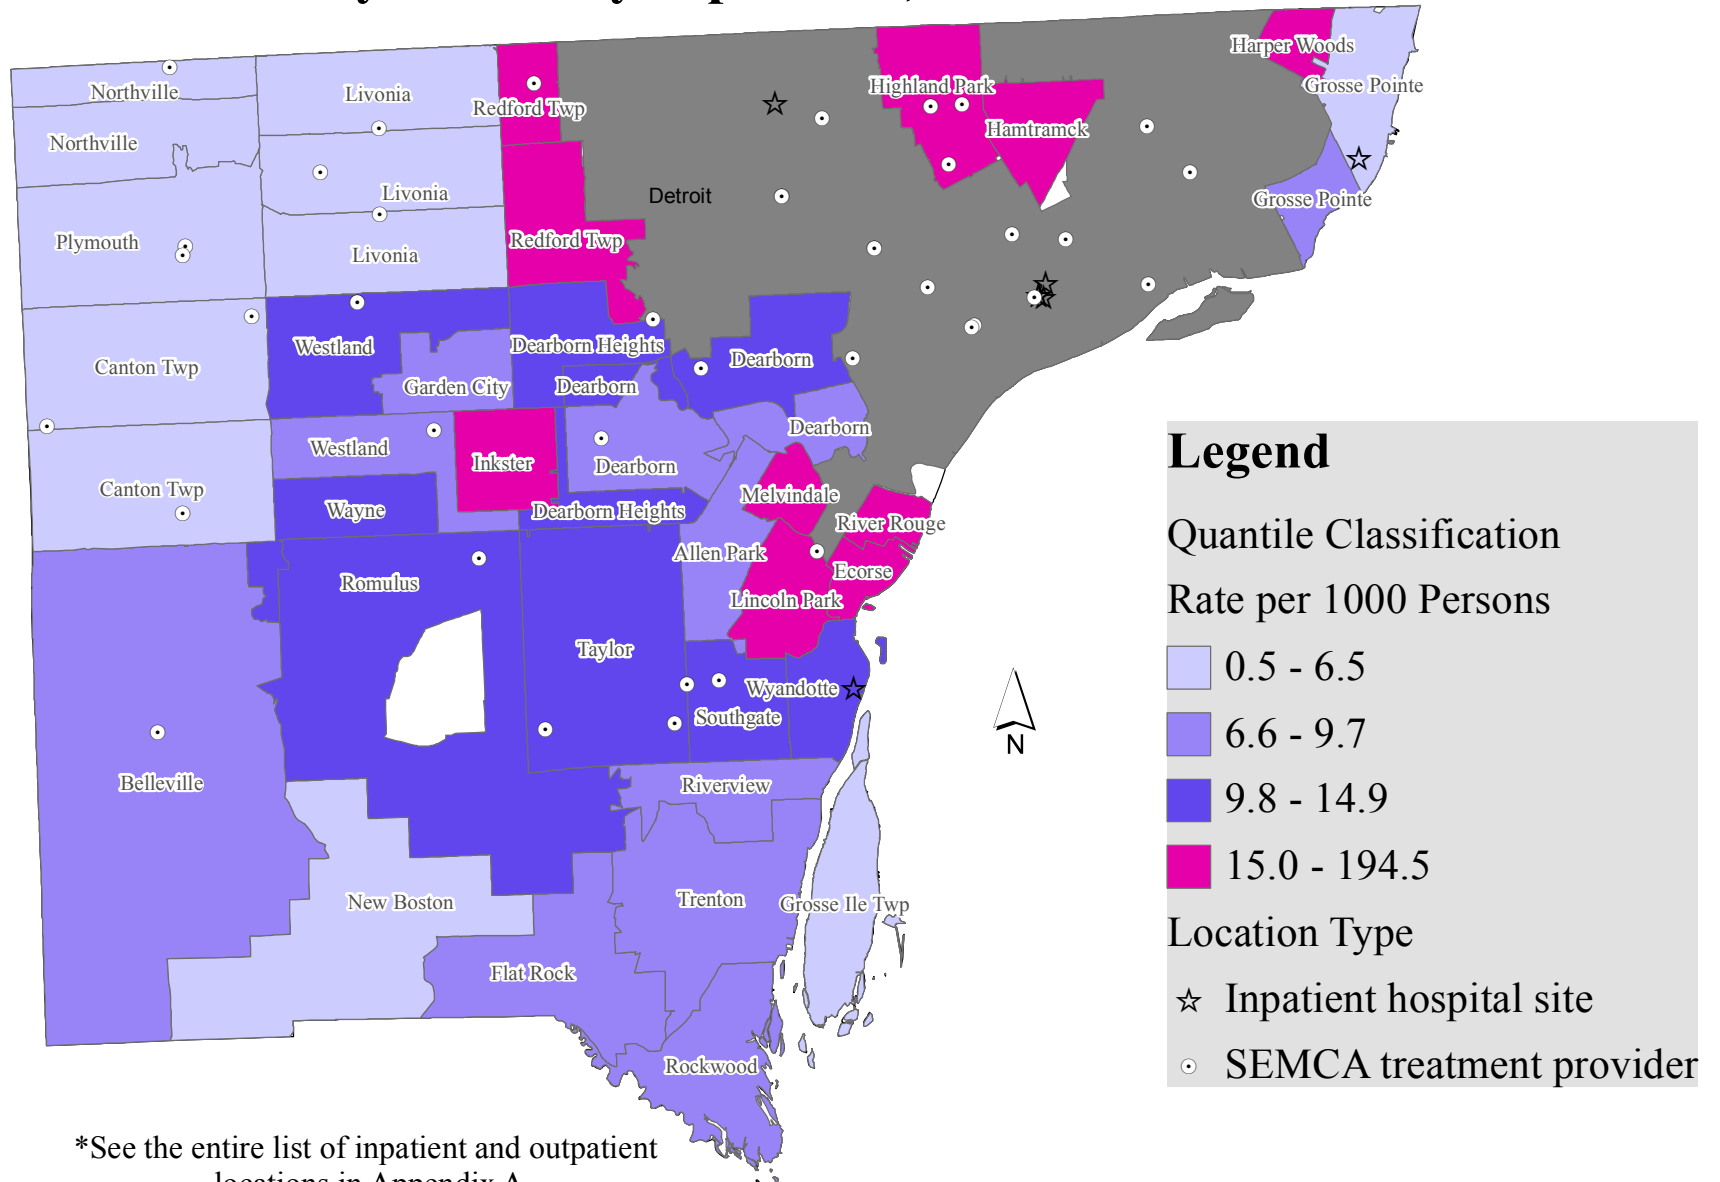 Harper Woods
Northville
Livonia
Redford Twp
Highland Park
Grosse Pointe
Northville
Hamtramck
Livonia
Detroit
Grosse Pointe
Plymouth
Livonia
Redford Twp
Canton Twp
Westland
Dearborn Heights
Dearborn
Garden City
Dearborn
Dearborn
Westland
Inkster
Dearborn
Canton Twp
Wayne
Dearborn Heights
Melvindale
River Rouge
Allen Park
Ecorse
Romulus
Lincoln Park
Taylor
Wyandotte
Southgate
Belleville
Riverview
New Boston
Trenton
Grosse Ile Twp
Flat Rock
Rockwood
N
Legend
Quantile Classification
Rate per 1000 Persons
0.5 - 6.5
6.6 - 9.7
9.8 - 14.9
15.0 - 194.5
Location Type
Inpatient hospital site
SEMCA treatment provider
*See the entire list of inpatient and outpatient
locations in Appendix A